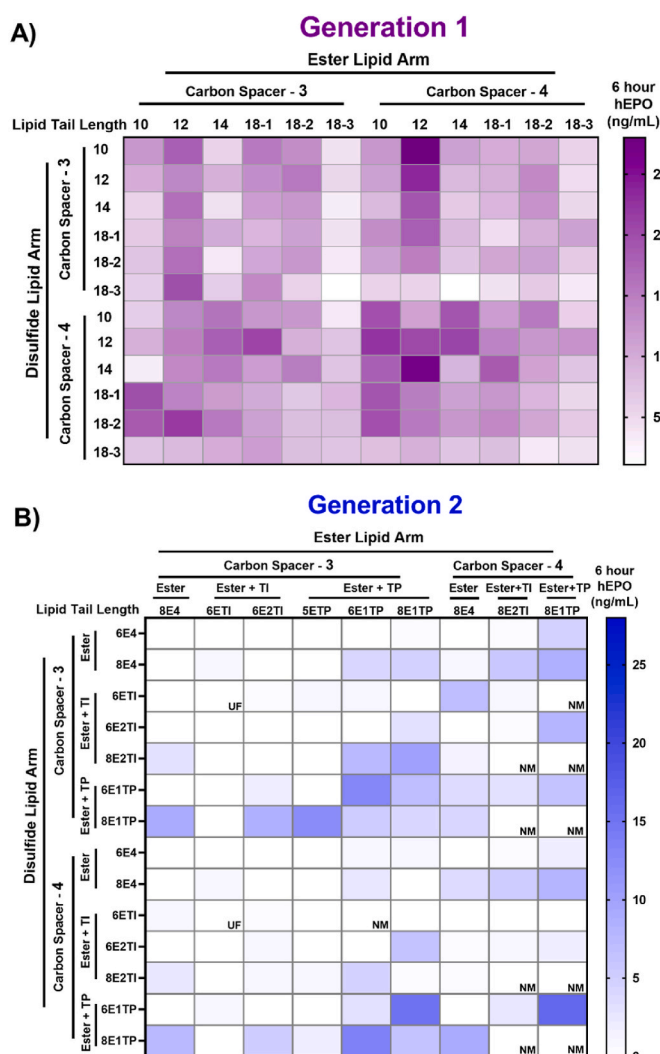 A)
Generation 1
Ester Lipid Arm
Carbon Spacer - 3
Carbon Spacer - 4
6 hour
hEPO
(ng/mL)
Lipid Tail Length
10 12 14 18-1 18-2 18-3 10 12 14 18-1 18-2 18-3
Disulfide Lipid Arm
Carbon Spacer - 3
10
12
14
18-1
18-2
18-3
Carbon Spacer - 4
10
12
14
18-1
18-2
18-3
2
2
1
1
5
B)
Generation 2
Ester Lipid Arm
Carbon Spacer - 3
Carbon Spacer - 4
6 hour
hEPO
(ng/mL)
Ester Ester + TI Ester + TP Ester Ester+TI Ester+TP
Lipid Tail Length
8E4 6ETI 6E2TI 5ETP 6E1TP 8E1TP 8E4 8E2TI 8E1TP
Disulfide Lipid Arm
Carbon Spacer - 3
Ester
6E4
8E4
Ester + TI
6ETI
UF
NM
6E2TI
8E2TI
NM
NM
Ester + TP
6E1TP
8E1TP
NM
NM
Carbon Spacer - 4
Ester
6E4
8E4
Ester + TI
6ETI
UF
NM
6E2TI
8E2TI
NM
NM
Ester + TP
6E1TP
8E1TP
NM
NM
25
20
15
10
5